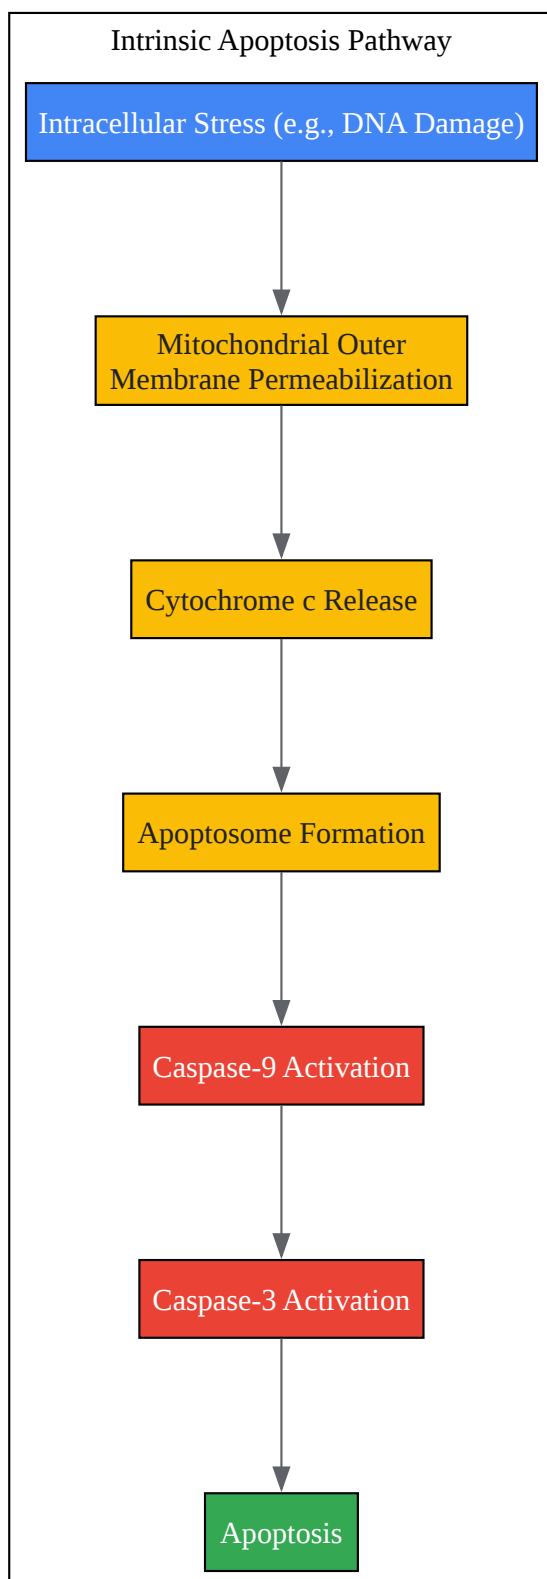 Intrinsic Apoptosis Pathway
Intracellular Stress (e.g., DNA Damage)
Mitochondrial Outer
Membrane Permeabilization
Cytochrome c Release
Apoptosome Formation
Caspase-9 Activation
Caspase-3 Activation
Apoptosis